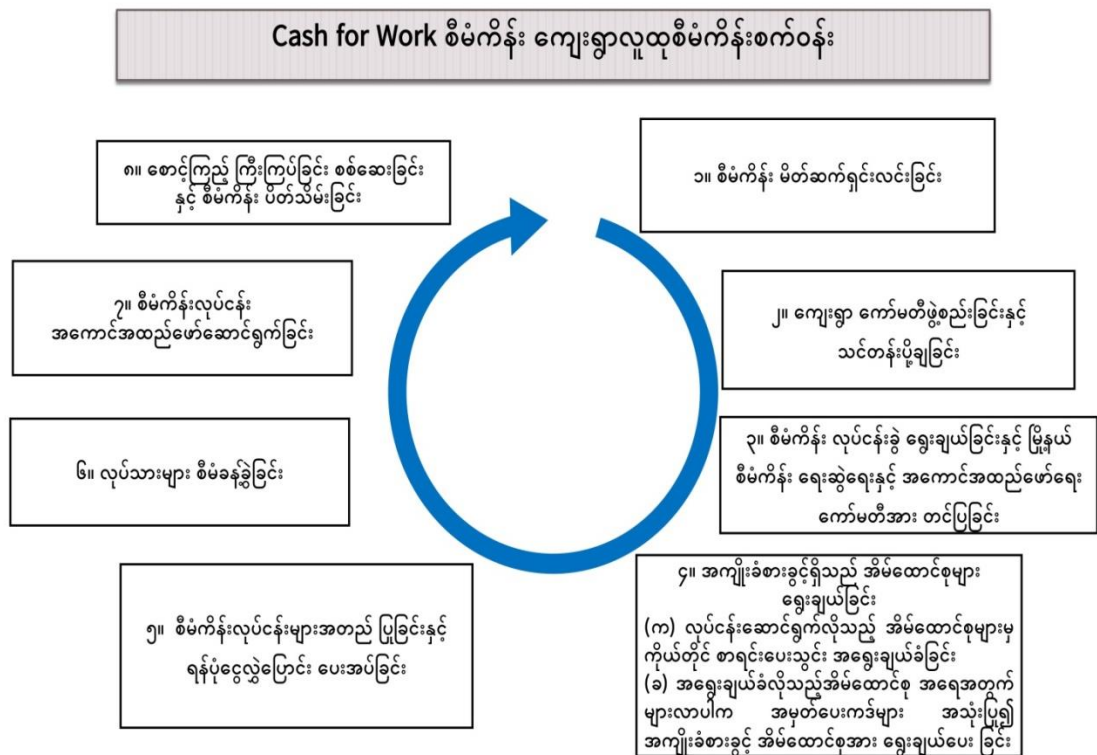 Cash for Work စီမံကိန်း ကျေးရွာလူထုစီမံကိန်းစက်ဝန်း
၁။ စီမံကိန်း မိတ်ဆက်ရှင်းလင်းခြင်း
၂။ ကျေးရွာ ကော်မတီဖွဲ့စည်းခြင်းနှင့်
သင်တန်းပို့ချခြင်း
၃။ စီမံကိန်း လုပ်ငန်းခွဲ ရွေးချယ်ခြင်းနှင့် မြို့နယ်
စီမံကိန်း ရေးဆွဲရေးနှင့် အကောင်အထည်ဖော်ရေး
ကော်မတီအား တင်ပြခြင်း
၄။ အကျိုးခံစားခွင့်ရှိသည် အိမ်ထောင်စုများ
ရွေးချယ်ခြင်း
(က) လုပ်ငန်းဆောင်ရွက်လိုသည့် အိမ်ထောင်စုများမှ
ကိုယ်တိုင် စာရင်းပေးသွင်း အရွေးချယ်ခံခြင်း
(ခ) အရွေးချယ်ခံလိုသည့်အိမ်ထောင်စု အရေအတွက်
များလာပါက အမှတ်ပေးကဒ်များ အသုံးပြု၍
အကျိုးခံစားခွင့် အိမ်ထောင်စုအား ရွေးချယ်ပေး ခြင်း
၅။ စီမံကိန်းလုပ်ငန်းများအတည် ပြုခြင်းနှင့်
ရန်ပုံငွေလွှဲပြောင်း ပေးအပ်ခြင်း
၆။ လုပ်သားများ စီမံခန့်ခွဲခြင်း
၇။ စီမံကိန်းလုပ်ငန်း
အကောင်အထည်ဖော်ဆောင်ရွက်ခြင်း
၈။ စောင့်ကြည့် ကြီးကြပ်ခြင်း စစ်ဆေးခြင်း
နှင့် စီမံကိန်း ပိတ်သိမ်းခြင်း